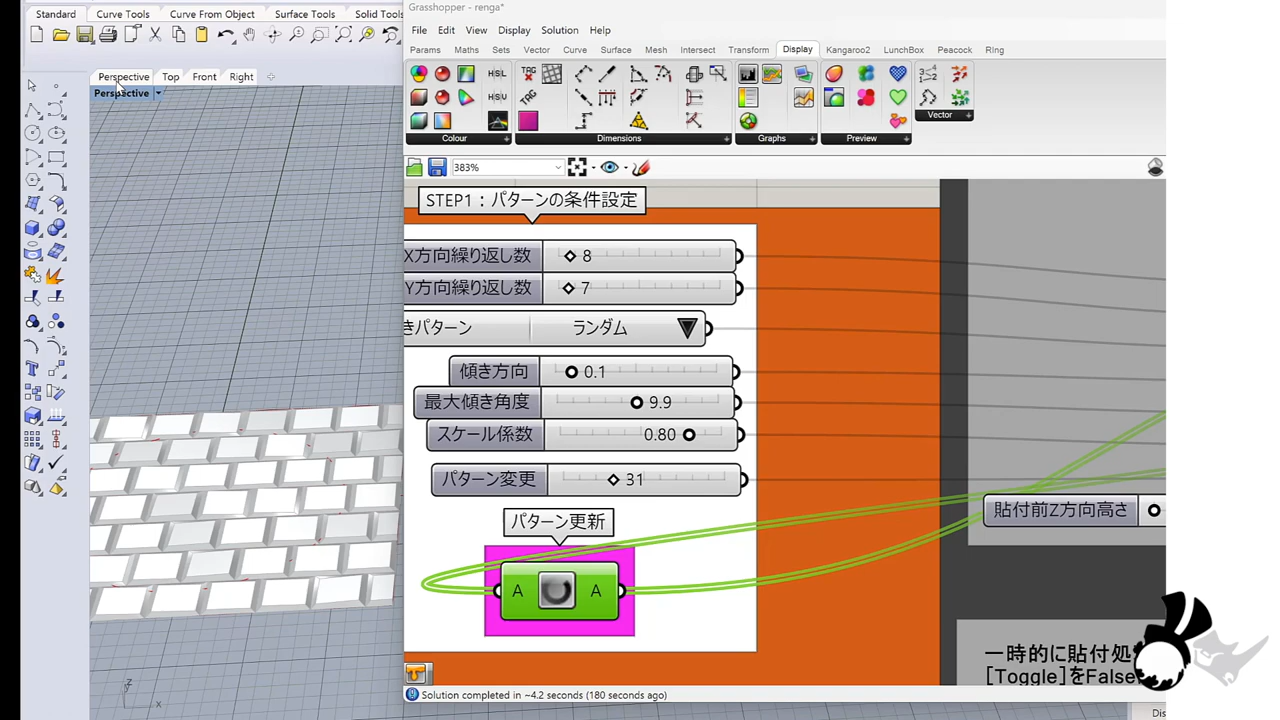 Standard Curve Tools Curve From Object Surface Tools Solid Tools
Perspective Top Front Right
Perspective
z
x
Grasshopper - renga*
File Edit View Display Solution Help
Params Maths Sets Vector Curve Surface Mesh Intersect Transform Display Kangaroo2 LunchBox Peacock Ring
HSL
HSV
TAG
TAG
Colour Dimensions Graphs Preview Vector
383%
STEP1：パターンの条件設定
X方向繰り返し数 8
Y方向繰り返し数 7
きパターン ランダム
傾き方向 0.1
最大傾き角度 9.9
スケール係数 0.80
パターン変更 31
パターン更新
A A
貼付前Z方向高さ
一時的に貼付処
[Toggle]をFalse
Solution completed in ~4.2 seconds (180 seconds ago)